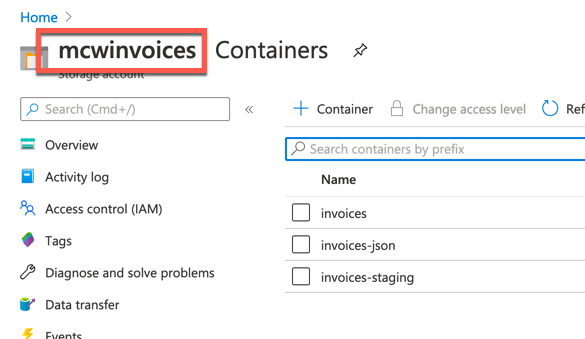 Home >
mcwinvoices Containers
Storage account
Search (Cmd+/) «
Overview
Activity log
Access control (IAM)
Tags
Diagnose and solve problems
Data transfer
Events
+ Container Change access level Ref
Search containers by prefix
Name
invoices
invoices-json
invoices-staging